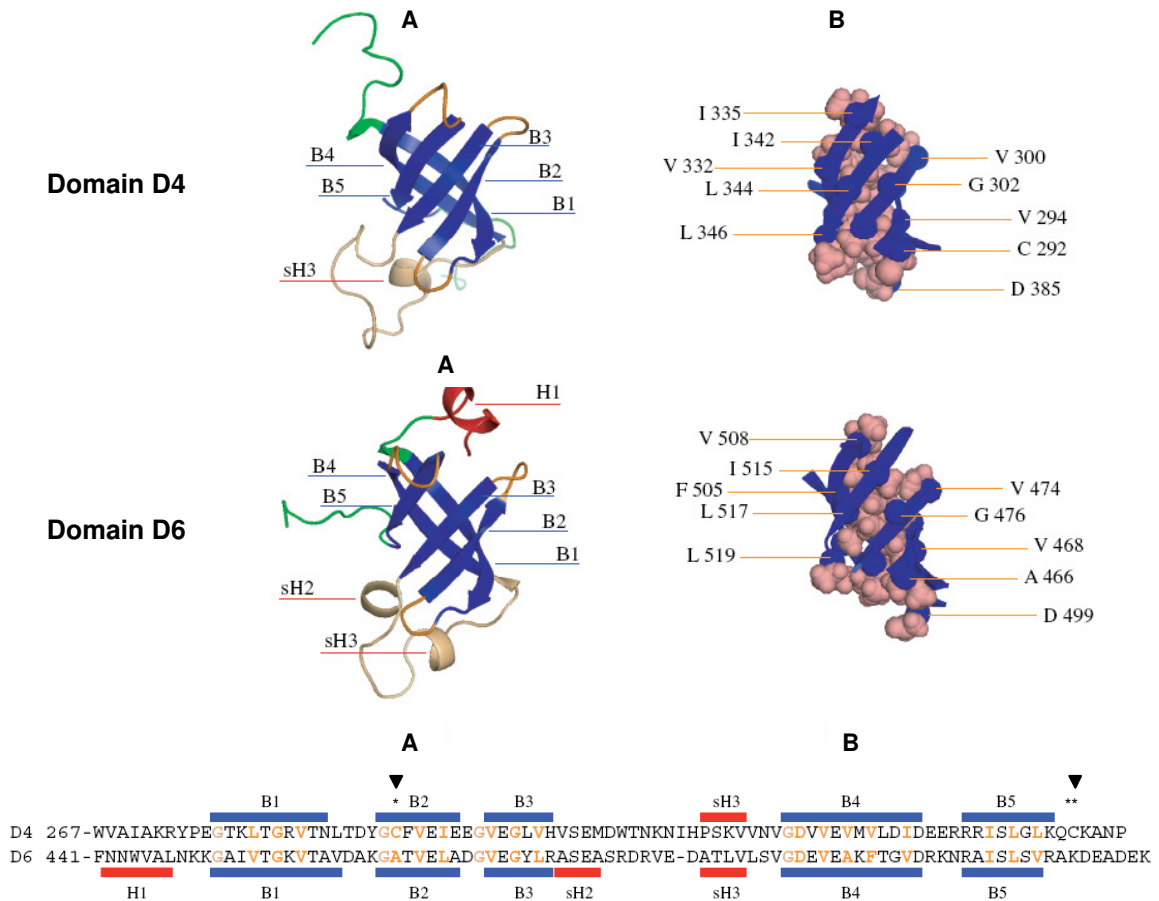 A
B
Domain D4
B4
B5
B3
B2
B1
sH3
I 335
I 342
V 332
L 344
L 346
V 300
G 302
V 294
C 292
D 385
A
Domain D6
H1
B4
B5
B3
B2
B1
sH2
sH3
V 508
I 515
F 505
L 517
L 519
V 474
G 476
V 468
A 466
D 499
A
B
* **
B1 B2 B3 sH3 B4 B5
D4 267-WVAIAKRYPEGTKLTGRVTNLTDYGCFVEIEEGVEGLVHVSEMDWTNKNIHPSKVVNVGDVVEVMVLDIDEERRRISLGLKQCKANP
D6 441-FNNWVALNKKGAIVTGKVTAVDAKGATVELADGVEGYLRASEASRDRVE-DATLVLSVGDEVEAKFTGVDRKNRAISLSVRAKDEADEK
H1 B1 B2 B3 sH2 sH3 B4 B5